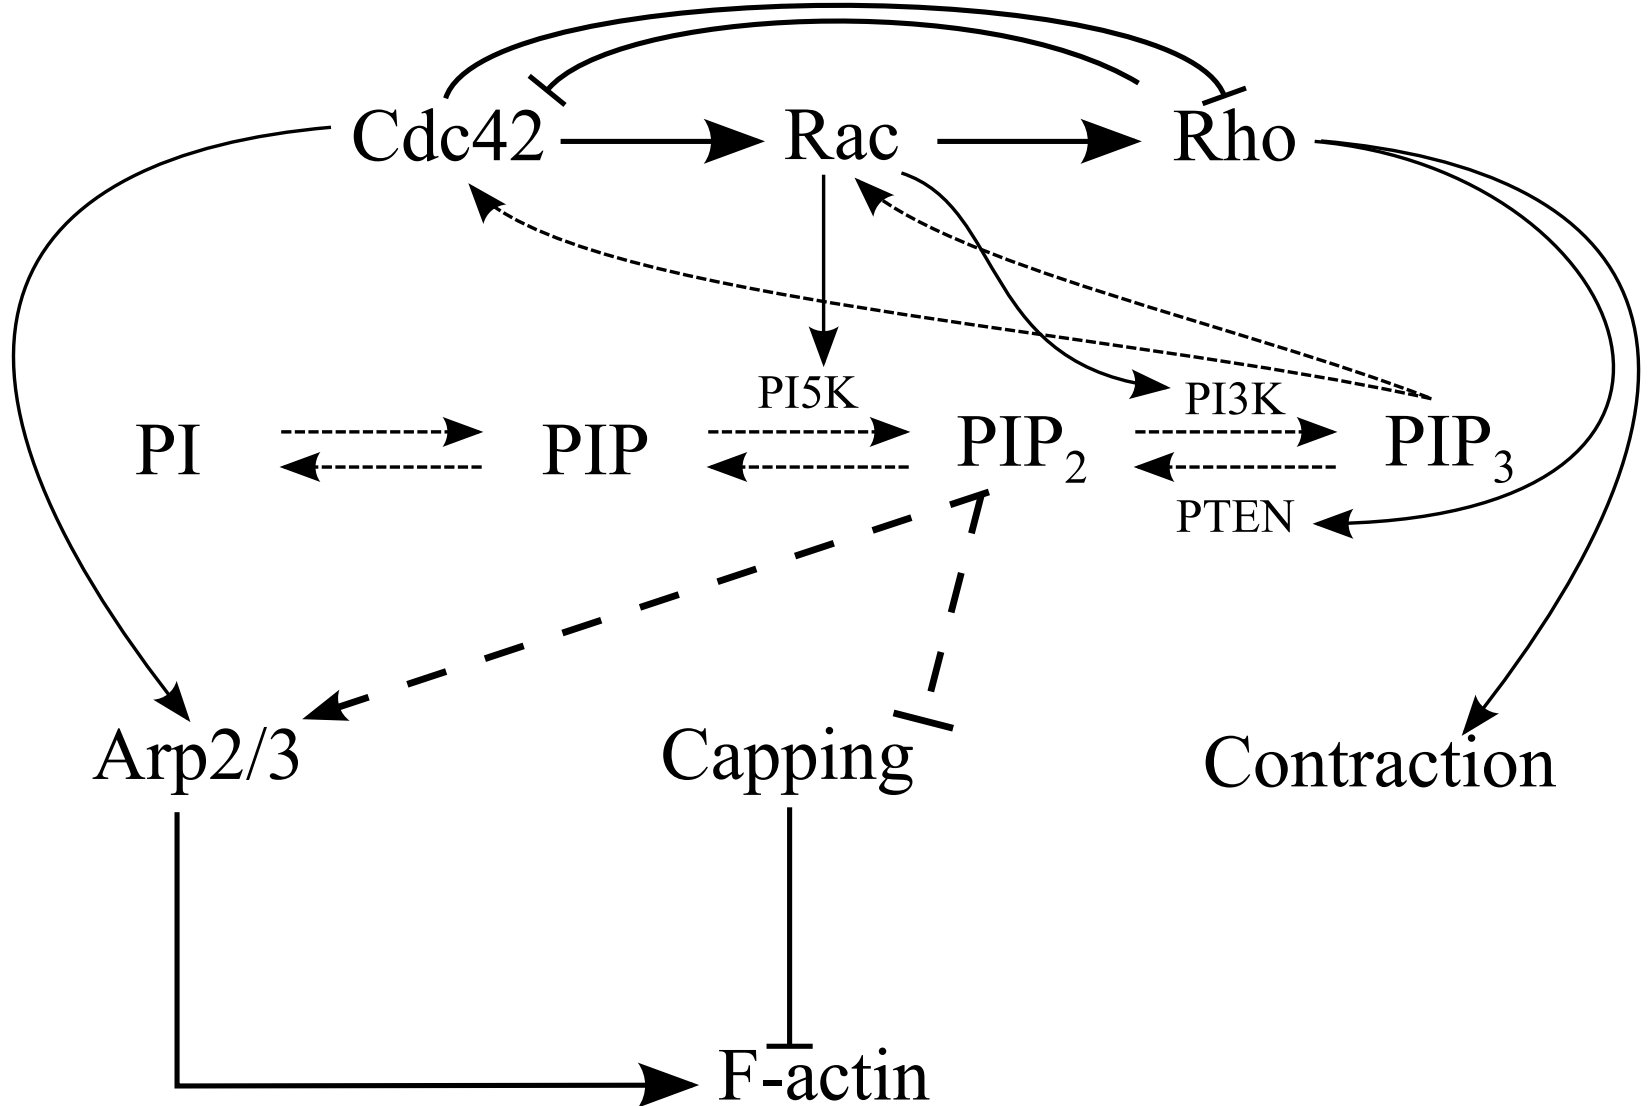 Cdc42 Rac Rho
PI5K PI3K
PI PIP PIP2 PIP3
PTEN
Arp2/3 Capping Contraction
F-actin